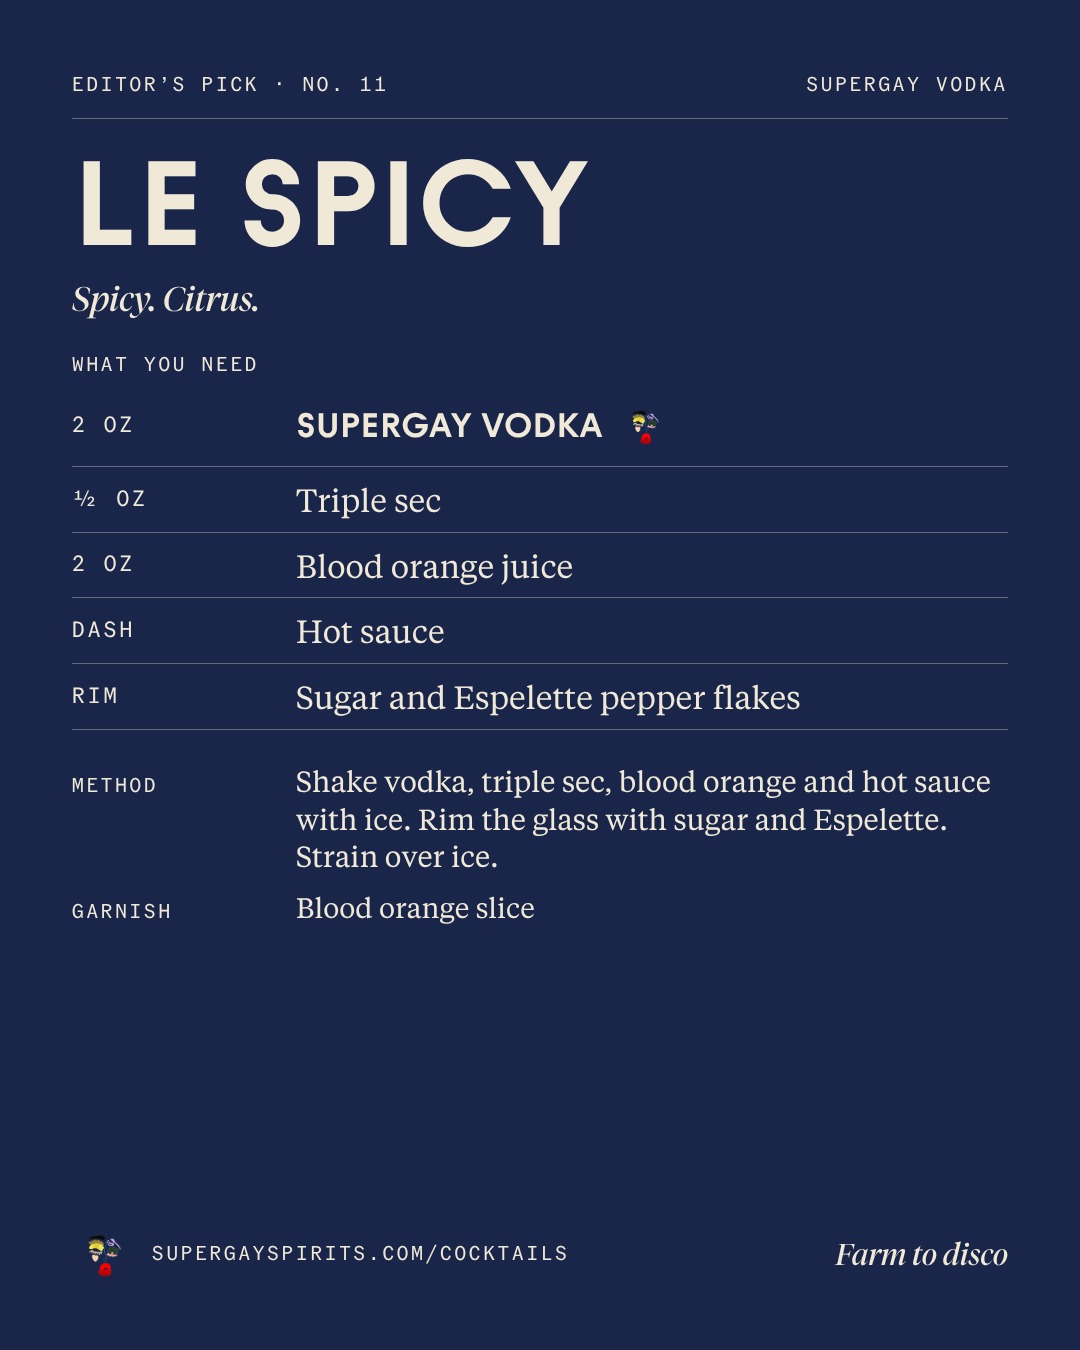 EDITOR’S PICK · NO. 11
SUPERGAY VODKA
LE SPICY
Spicy. Citrus.
WHAT YOU NEED
2 OZ SUPERGAY VODKA
½ OZ Triple sec
2 OZ Blood orange juice
DASH Hot sauce
RIM Sugar and Espelette pepper flakes
METHOD Shake vodka, triple sec, blood orange and hot sauce
with ice. Rim the glass with sugar and Espelette.
Strain over ice.
GARNISH Blood orange slice
SUPERGAYSPIRITS.COM/COCKTAILS
Farm to disco